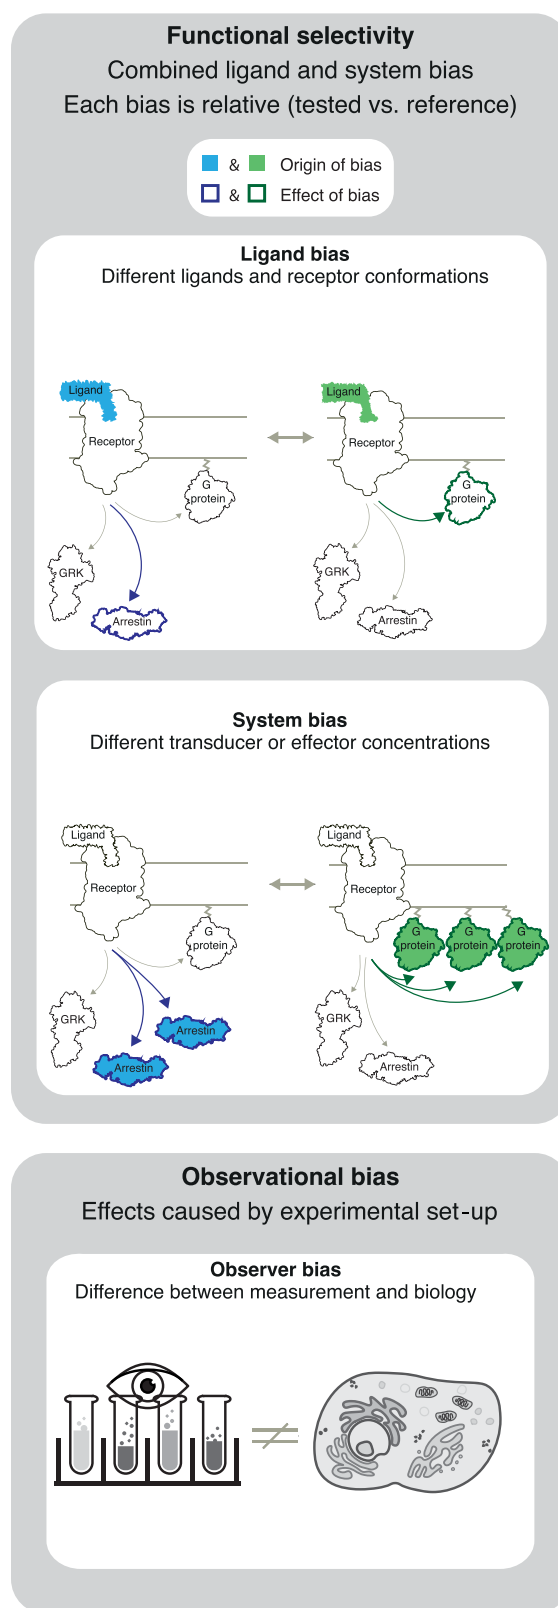 Functional selectivity
Combined ligand and system bias
Each bias is relative (tested vs. reference)
& Origin of bias
& Effect of bias
Ligand bias
Different ligands and receptor conformations
Ligand
Receptor
G
protein
GRK
Arrestin
Ligand
Receptor
G
protein
GRK
Arrestin
System bias
Different transducer or effector concentrations
Ligand
Receptor
G
protein
GRK
Arrestin
Arrestin
Ligand
Receptor
G
protein
G
protein
G
protein
GRK
Arrestin
Observational bias
Effects caused by experimental set-up
Observer bias
Difference between measurement and biology